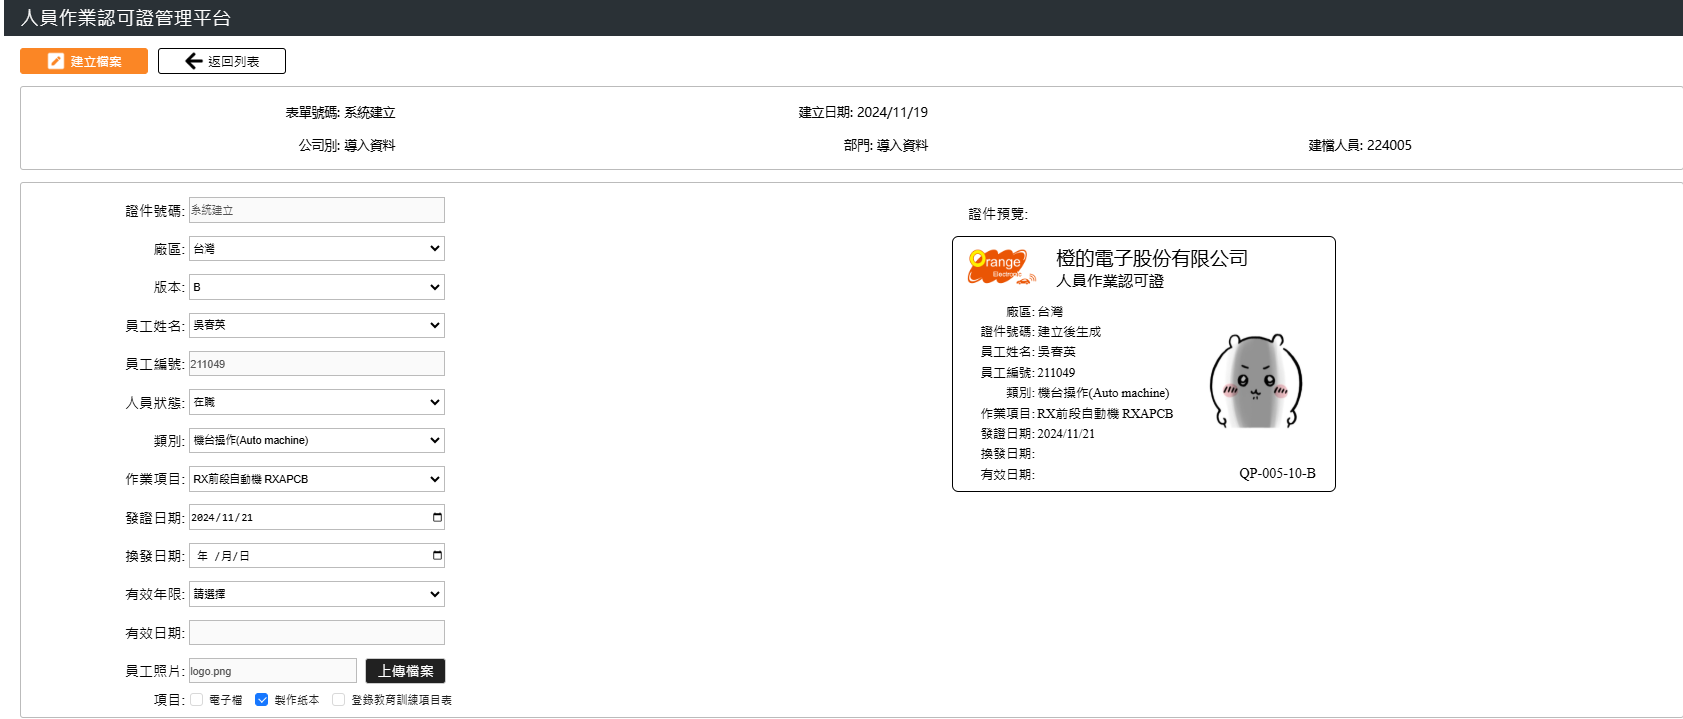 人員作業認可證管理平台
建立檔案 返回列表
表單號碼: 系統建立 建立日期: 2024/11/19
公司別: 導入資料 部門: 導入資料 建檔人員: 224005
證件號碼: 系統建立
廠區: 台灣
版本: B
員工姓名: 吳春英
員工編號: 211049
人員狀態: 在職
類別: 機台操作(Auto machine)
作業項目: RX前段自動機 RXAPCB
發證日期: 2024/11/21
換發日期: 年 /月/日
有效年限: 請選擇
有效日期:
員工照片: logo.png 上傳檔案
項目: 電子檔 製作紙本 登錄教育訓練項目表
證件預覽:
Orange
Electronic
橙的電子股份有限公司
人員作業認可證
廠區: 台灣
證件號碼: 建立後生成
員工姓名: 吳春英
員工編號: 211049
類別: 機台操作(Auto machine)
作業項目: RX前段自動機 RXAPCB
發證日期: 2024/11/21
換發日期:
有效日期:
QP-005-10-B